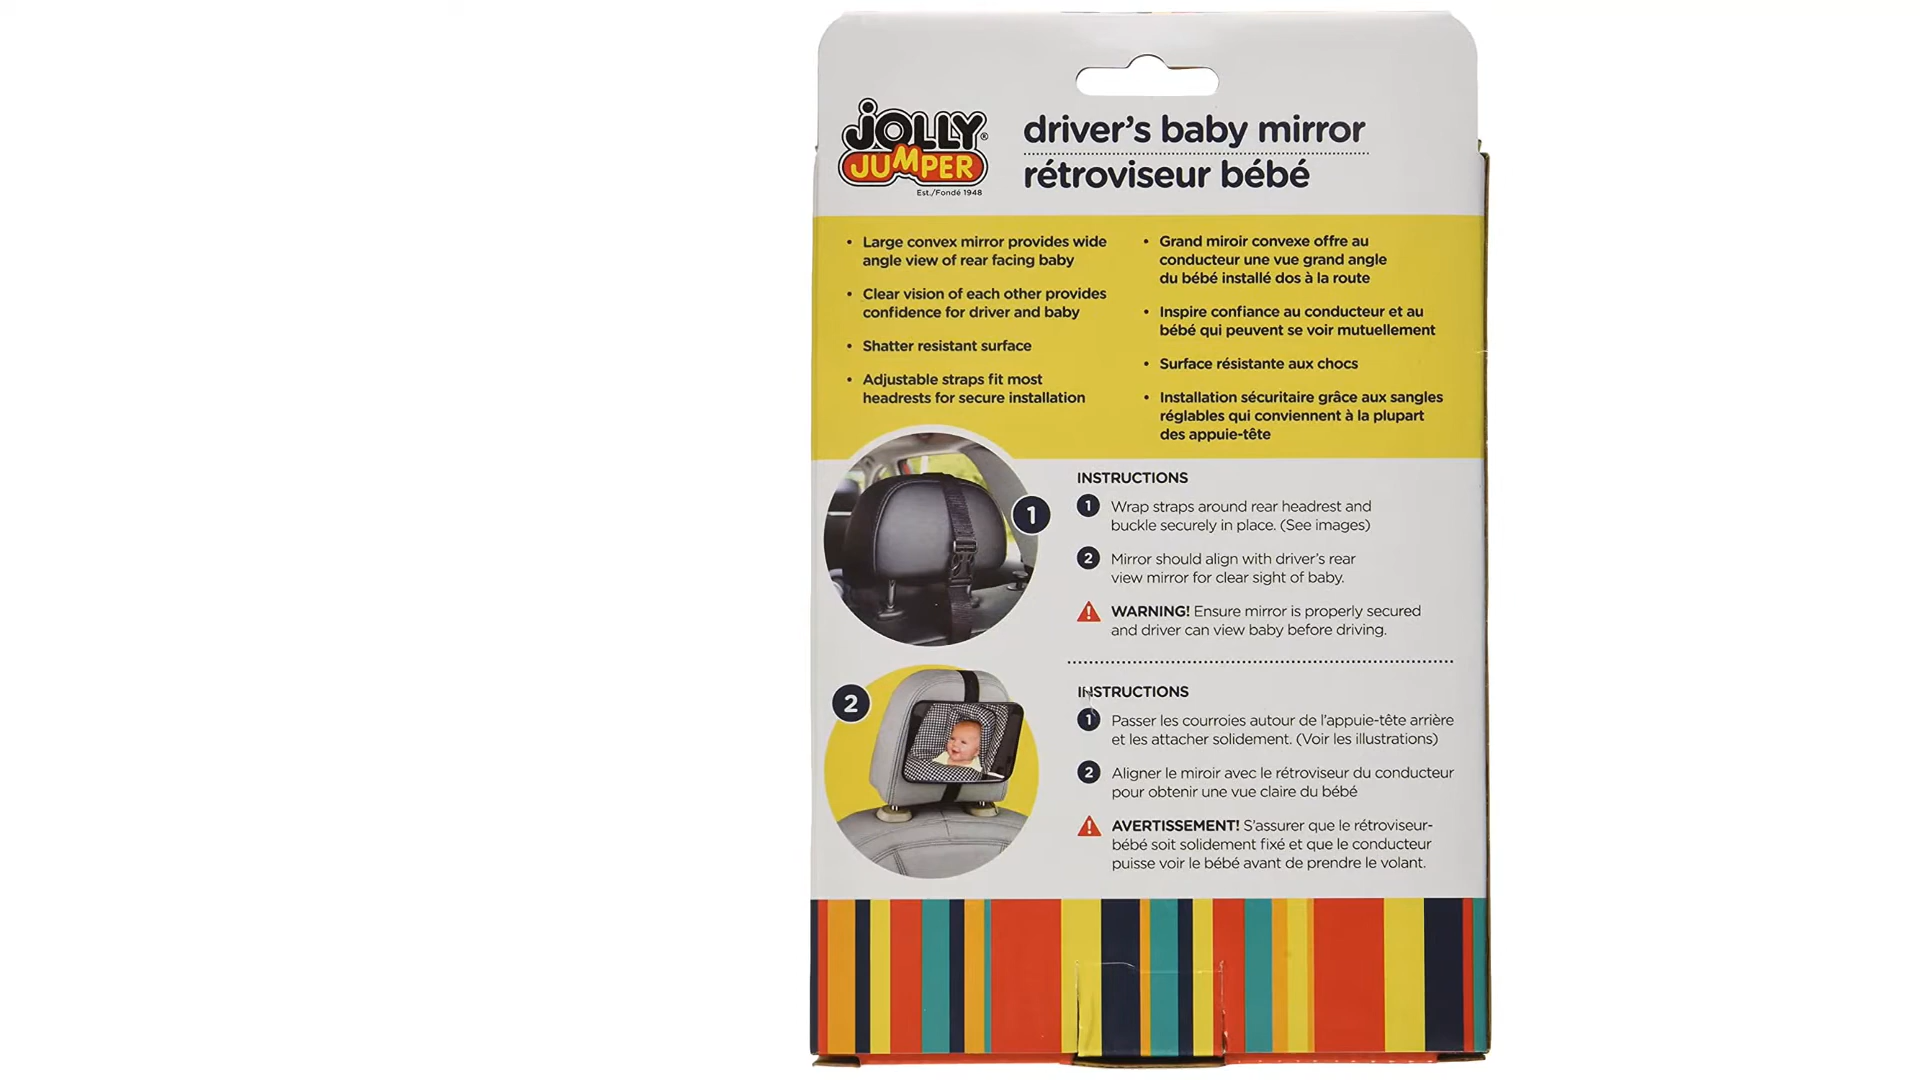 JOLLY®
JUMPER
Est./Fondé 1948
driver's baby mirror
rétroviseur bébé
• Large convex mirror provides wide
angle view of rear facing baby
• Clear vision of each other provides
confidence for driver and baby
• Shatter resistant surface
• Adjustable straps fit most
headrests for secure installation
• Grand miroir convexe offre au
conducteur une vue grand angle
du bébé installé dos à la route
• Inspire confiance au conducteur et au
bébé qui peuvent se voir mutuellement
• Surface résistante aux chocs
• Installation sécuritaire grâce aux sangles
réglables qui conviennent à la plupart
des appuie-tête
1
INSTRUCTIONS
1 Wrap straps around rear headrest and
buckle securely in place. (See images)
2 Mirror should align with driver's rear
view mirror for clear sight of baby.
WARNING! Ensure mirror is properly secured
and driver can view baby before driving.
2
INSTRUCTIONS
1 Passer les courroies autour de l'appuie-tête arrière
et les attacher solidement. (Voir les illustrations)
2 Aligner le miroir avec le rétroviseur du conducteur
pour obtenir une vue claire du bébé
AVERTISSEMENT! S'assurer que le rétroviseur-
bébé soit solidement fixé et que le conducteur
puisse voir le bébé avant de prendre le volant.